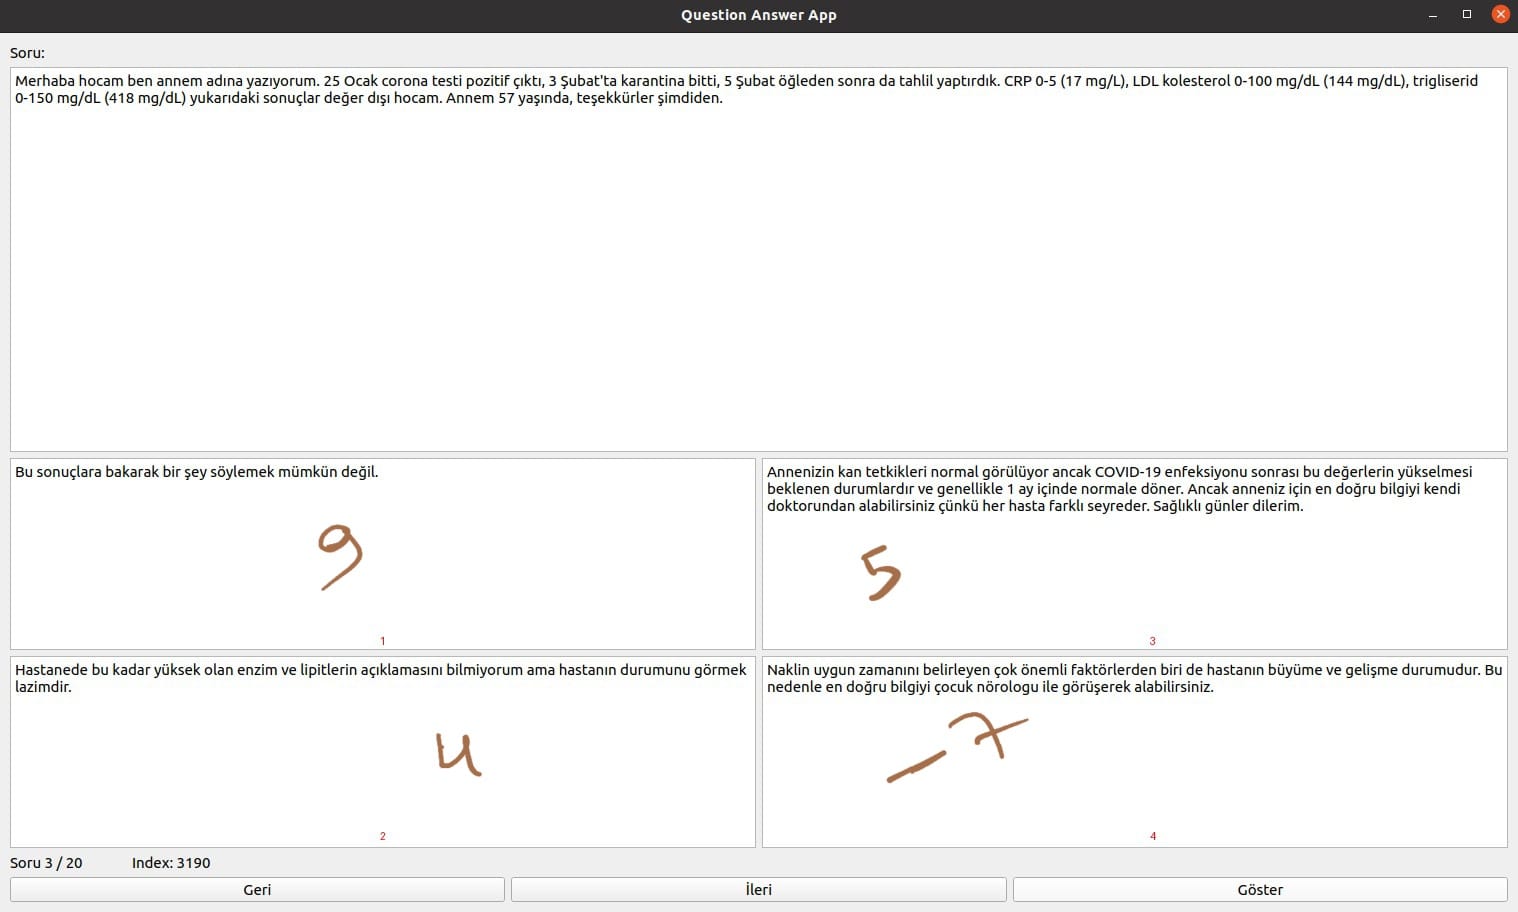 Question Answer App
Soru:
Merhaba hocam ben annem adına yazıyorum. 25 Ocak corona testi pozitif çıktı, 3 Şubat'ta karantina bitti, 5 Şubat öğleden sonra da tahlil yaptırdık. CRP 0-5 (17 mg/L), LDL kolesterol 0-100 mg/dL (144 mg/dL), trigliserid
0-150 mg/dL (418 mg/dL) yukarıdaki sonuçlar değer dışı hocam. Annem 57 yaşında, teşekkürler şimdiden.
Bu sonuçlara bakarak bir şey söylemek mümkün değil.
9
1
Annenizin kan tetkikleri normal görülüyor ancak COVID-19 enfeksiyonu sonrası bu değerlerin yükselmesi
beklenen durumlardır ve genellikle 1 ay içinde normale döner. Ancak anneniz için en doğru bilgiyi kendi
doktorundan alabilirsiniz çünkü her hasta farklı seyreder. Sağlıklı günler dilerim.
5
3
Hastanede bu kadar yüksek olan enzim ve lipitlerin açıklamasını bilmiyorum ama hastanın durumunu görmek
lazimdir.
4
2
Naklin uygun zamanını belirleyen çok önemli faktörlerden biri de hastanın büyüme ve gelişme durumudur. Bu
nedenle en doğru bilgiyi çocuk nörologu ile görüşerek alabilirsiniz.
-7
4
Soru 3 / 20 Index: 3190
Geri İleri Göster